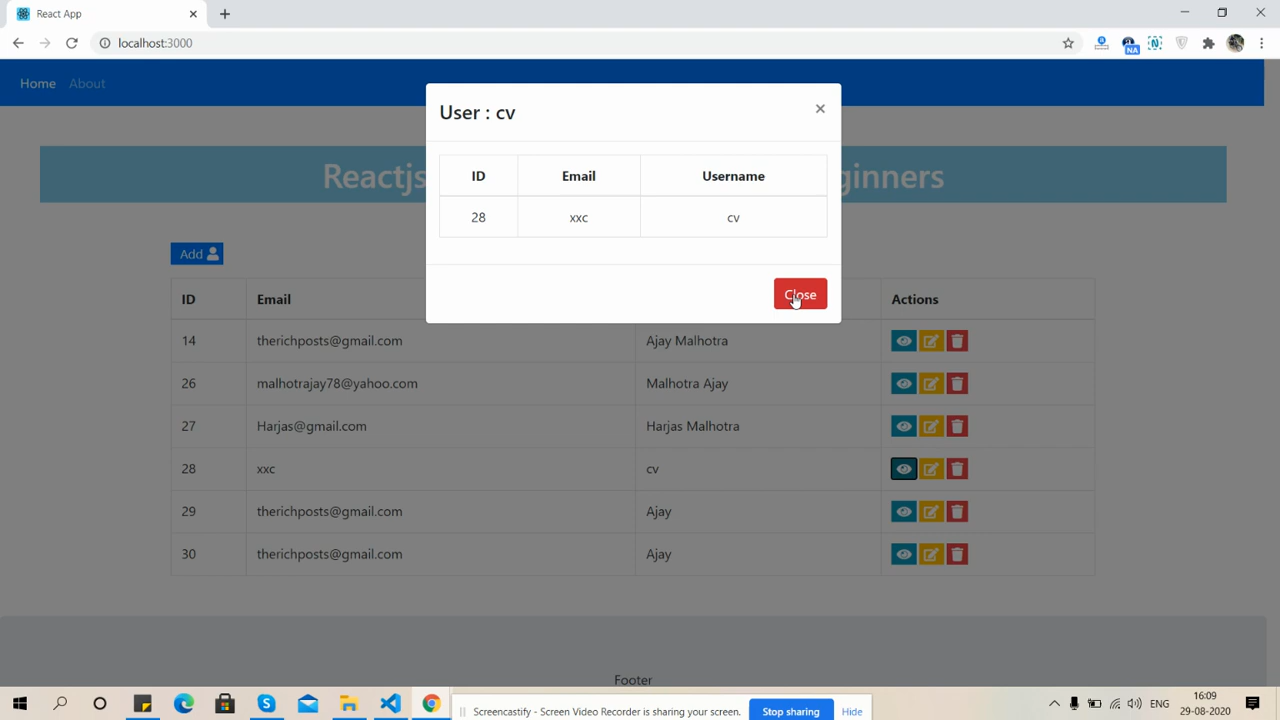 React App
localhost:3000
NA
Home About
User : cv
×
ID Email Username
28 xxc cv
Close
Reactjs
ginners
Add
ID Email Actions
14 therichposts@gmail.com Ajay Malhotra
26 malhotrajay78@yahoo.com Malhotra Ajay
27 Harjas@gmail.com Harjas Malhotra
28 xxc cv
29 therichposts@gmail.com Ajay
30 therichposts@gmail.com Ajay
Footer
Screencastify - Screen Video Recorder is sharing your screen. Stop sharing Hide
ENG
16:09
29-08-2020